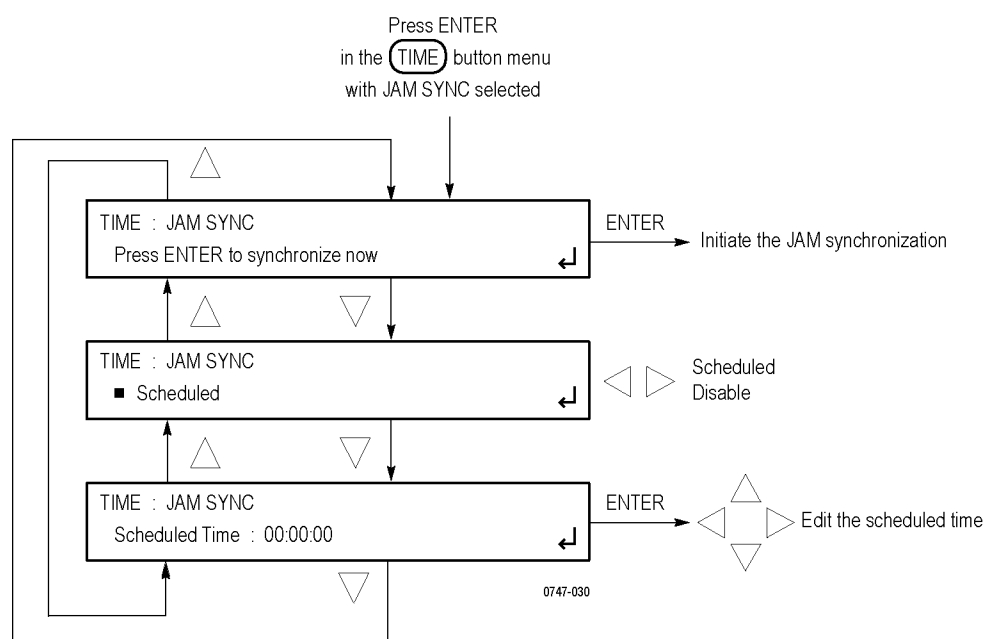 Press ENTER
in the TIME button menu
with JAM SYNC selected
TIME : JAM SYNC
Press ENTER to synchronize now
ENTER
Initiate the JAM synchronization
TIME : JAM SYNC
■ Scheduled
Scheduled
Disable
TIME : JAM SYNC
Scheduled Time : 00:00:00
ENTER
Edit the scheduled time
0747-030